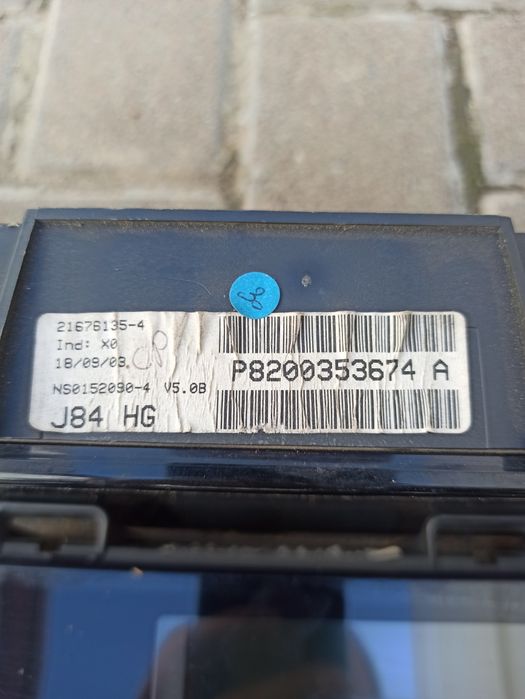 21676135-4
Ind: X0
18/09/03
NS0152090-4 V5.0B
J84 HG
P8200353674 A